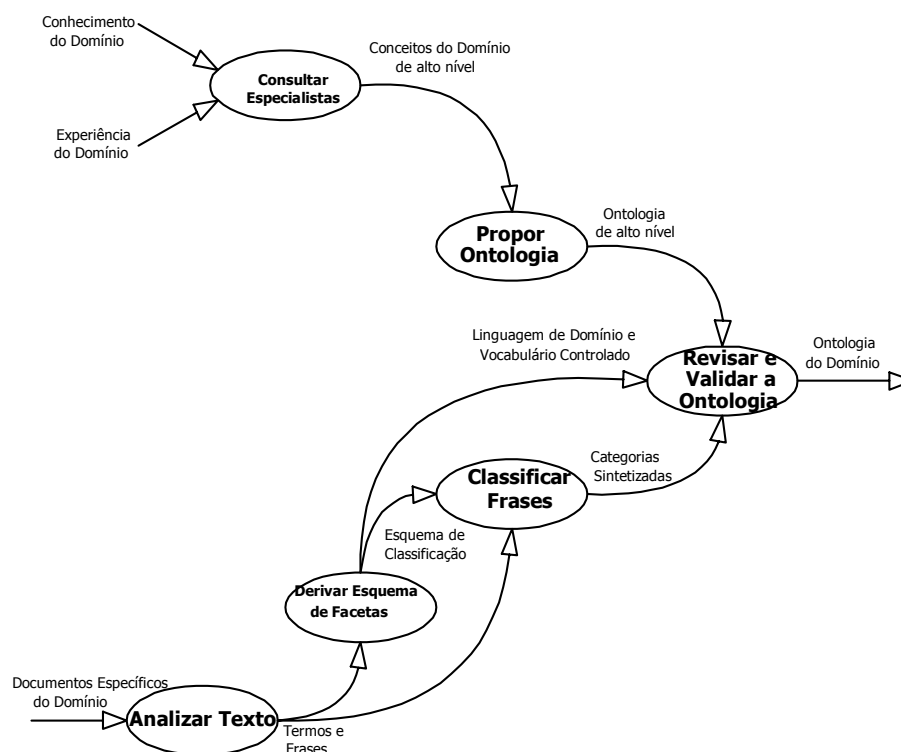 Conhecimento
do Domínio
Consultar
Especialistas
Conceitos do Domínio
de alto nível
Experiência
do Domínio
Propor
Ontologia
Ontologia
de alto nível
Linguagem de Domínio e
Vocabulário Controlado
Revisar e
Validar a
Ontologia
Ontologia
do Domínio
Classificar
Frases
Categorias
Sintetizadas
Esquema de
Classificação
Derivar Esquema
de Facetas
Documentos Específicos
do Domínio
Analizar Texto
Termos e
Frases